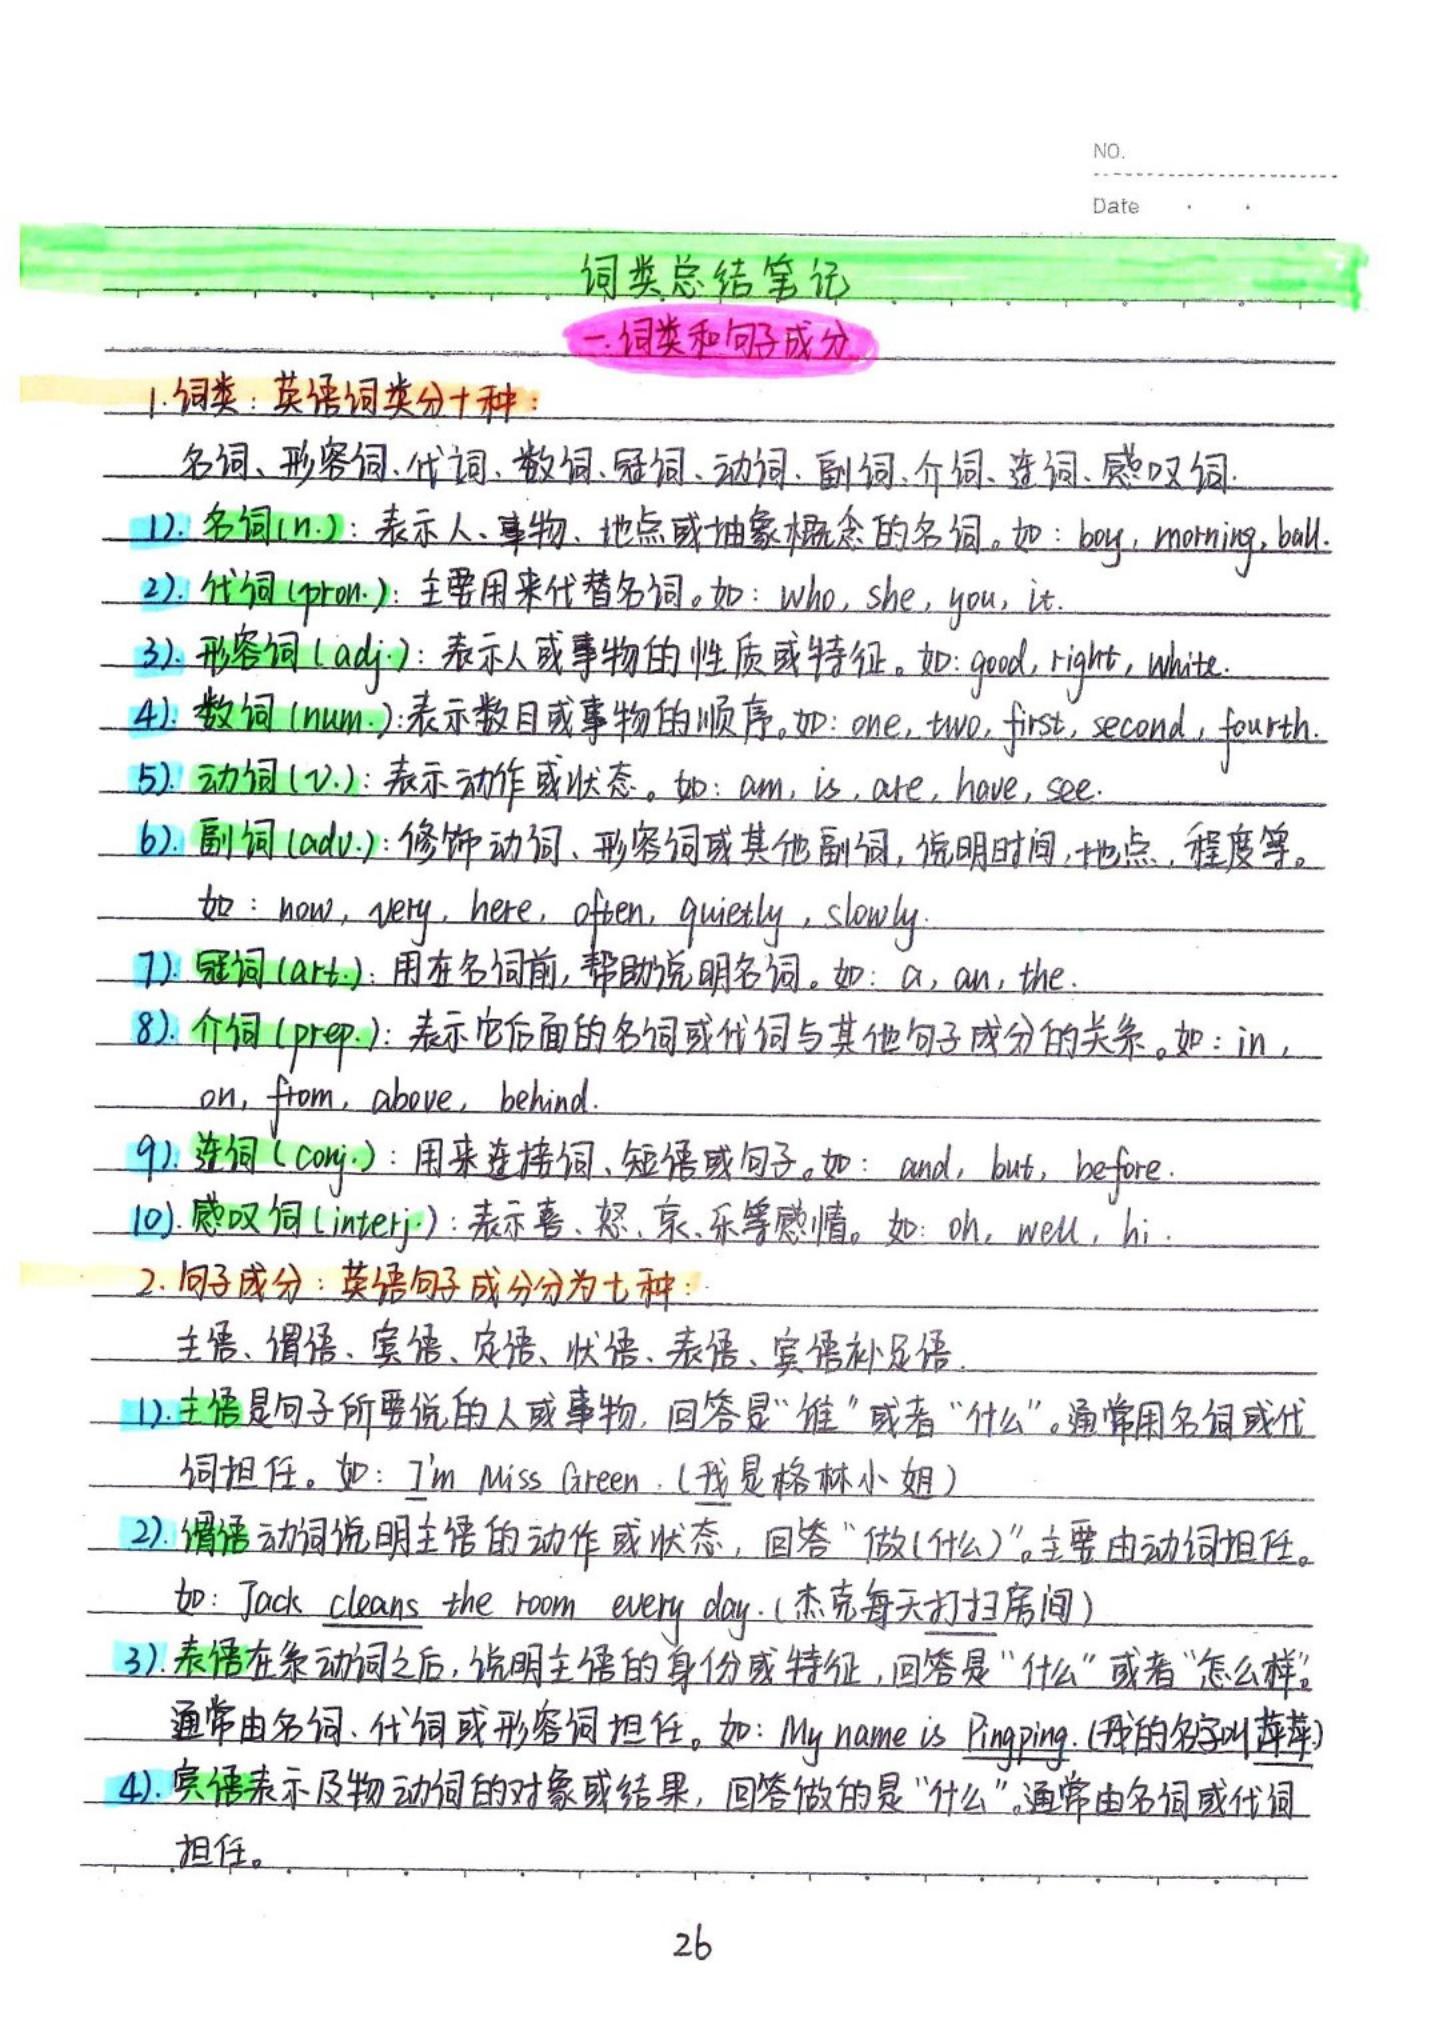 NO.
Date
词类总结笔记
一.词类和句子成分
1.词类：英语词类分十种：
名词、形容词、代词、数词、冠词、动词、副词、介词、连词、感叹词.
1). 名词(n.)：表示人、事物、地点或抽象概念的名词。如：boy, morning, ball.
2). 代词(pron.)：主要用来代替名词。如：who, she, you, it.
3). 形容词(adj.)：表示人或事物的性质或特征。如：good, right, white.
4). 数词(num.)：表示数目或事物的顺序。如：one, two, first, second, fourth.
5). 动词(v.)：表示动作或状态。如：am, is, are, have, see.
6). 副词(adv.)：修饰动词、形容词或其他副词,说明时间,地点,程度等。
如：now, very, here, often, quietly, slowly.
7). 冠词(art.)：用在名词前,帮助说明名词。如：a, an, the.
8). 介词(prep.)：表示它后面的名词或代词与其他句子成分的关系。如：in,
on, from, above, behind.
9). 连词(conj.)：用来连接词、短语或句子。如：and, but, before.
10). 感叹词(interj.)：表示喜、怒、哀、乐等感情。如：oh, well, hi.
2. 句子成分：英语句子成分分为七种：
主语、谓语、宾语、定语、状语、表语、宾语补足语.
1). 主语是句子所要说的人或事物,回答是“谁”或者“什么”。通常用名词或代
词担任。如：I'm Miss Green.(我是格林小姐)
2). 谓语动词说明主语的动作或状态,回答“做(什么)”。主要由动词担任。
如：Jack cleans the room every day.(杰克每天打扫房间)
3). 表语在系动词之后,说明主语的身份或特征,回答是“什么”或者“怎么样”。
通常由名词、代词或形容词担任。如：My name is Pingping.(我的名字叫萍萍)
4). 宾语表示及物动词的对象或结果,回答做的是“什么”。通常由名词或代词
担任。
26